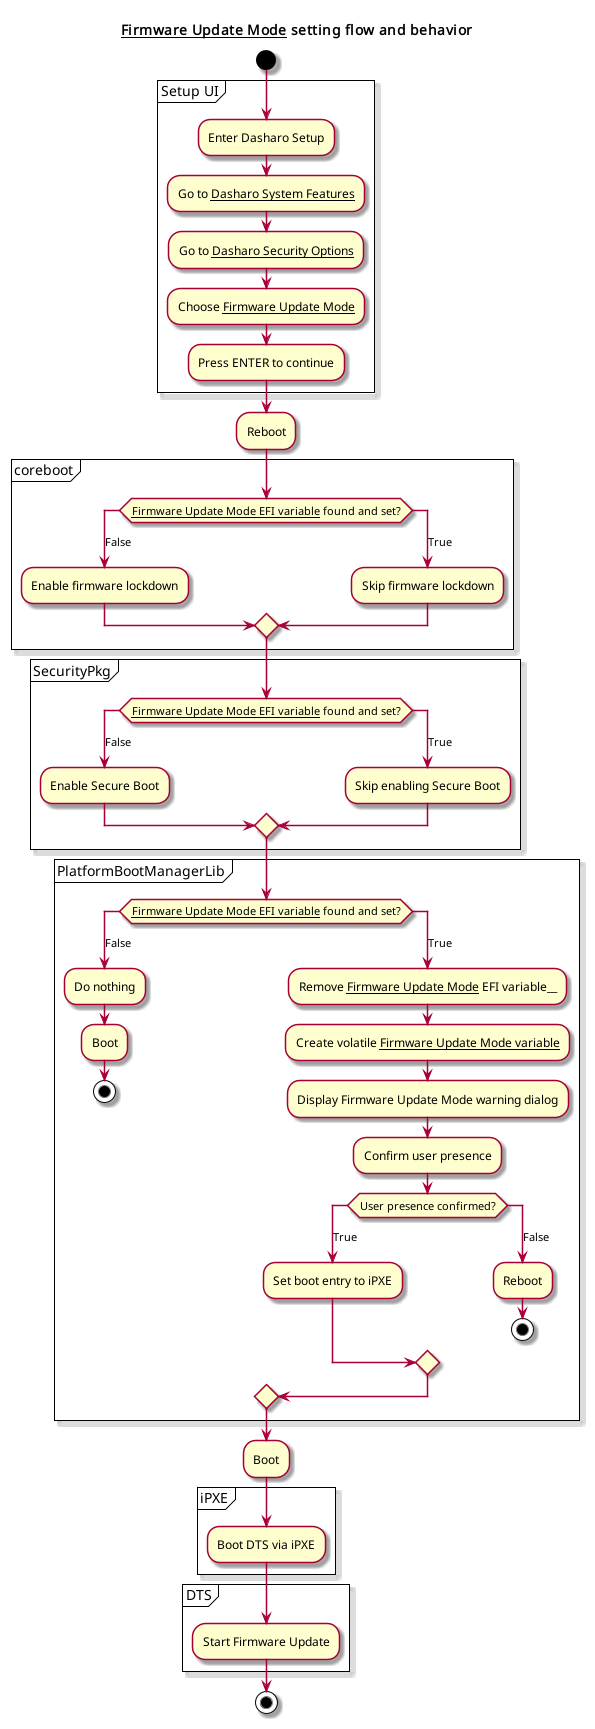 Firmware Update Mode setting flow and behavior
Setup UI
Enter Dasharo Setup
Go to Dasharo System Features
Go to Dasharo Security Options
Choose Firmware Update Mode
Press ENTER to continue
Reboot
coreboot
Firmware Update Mode EFI variable found and set?
False
True
Enable firmware lockdown
Skip firmware lockdown
SecurityPkg
Firmware Update Mode EFI variable found and set?
False
True
Enable Secure Boot
Skip enabling Secure Boot
PlatformBootManagerLib
Firmware Update Mode EFI variable found and set?
False
True
Do nothing
Remove Firmware Update Mode EFI variable__
Boot
Create volatile Firmware Update Mode variable
Display Firmware Update Mode warning dialog
Confirm user presence
User presence confirmed?
True
False
Set boot entry to iPXE
Reboot
Boot
iPXE
Boot DTS via iPXE
DTS
Start Firmware Update